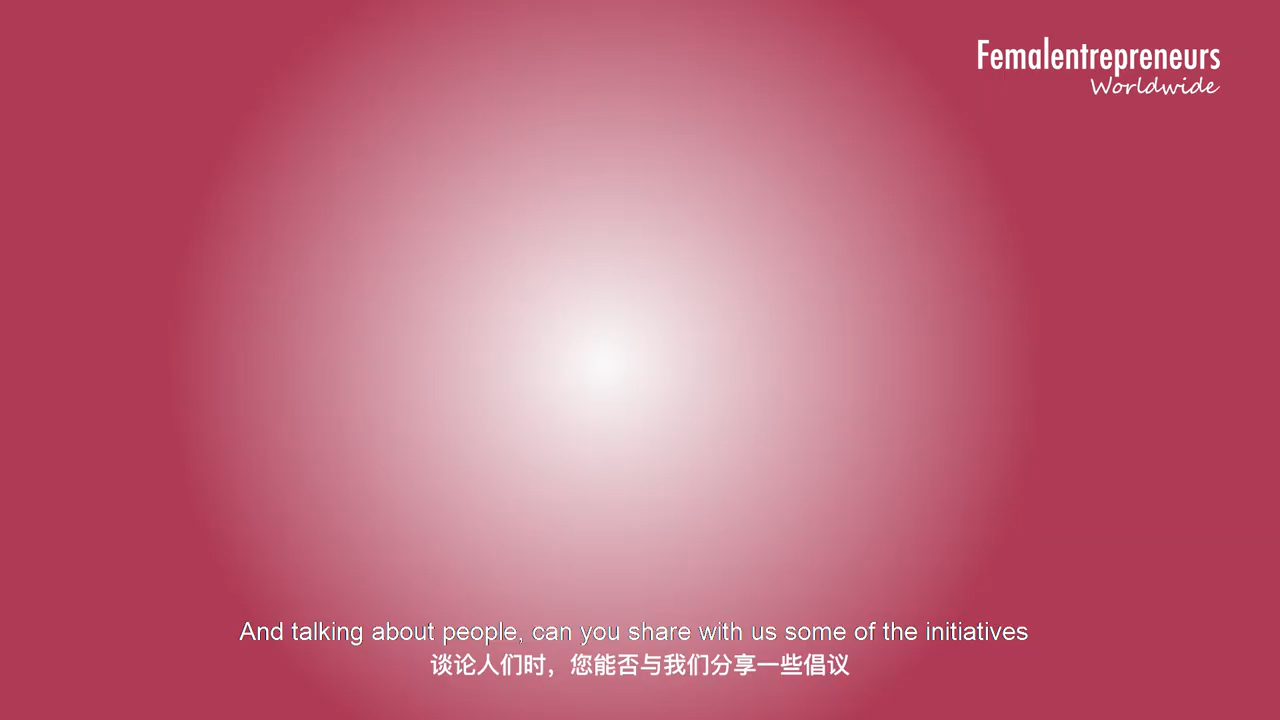 Femalentrepreneurs
Worldwide
And talking about people, can you share with us some of the initiatives
谈论人们时，您能否与我们分享一些倡议